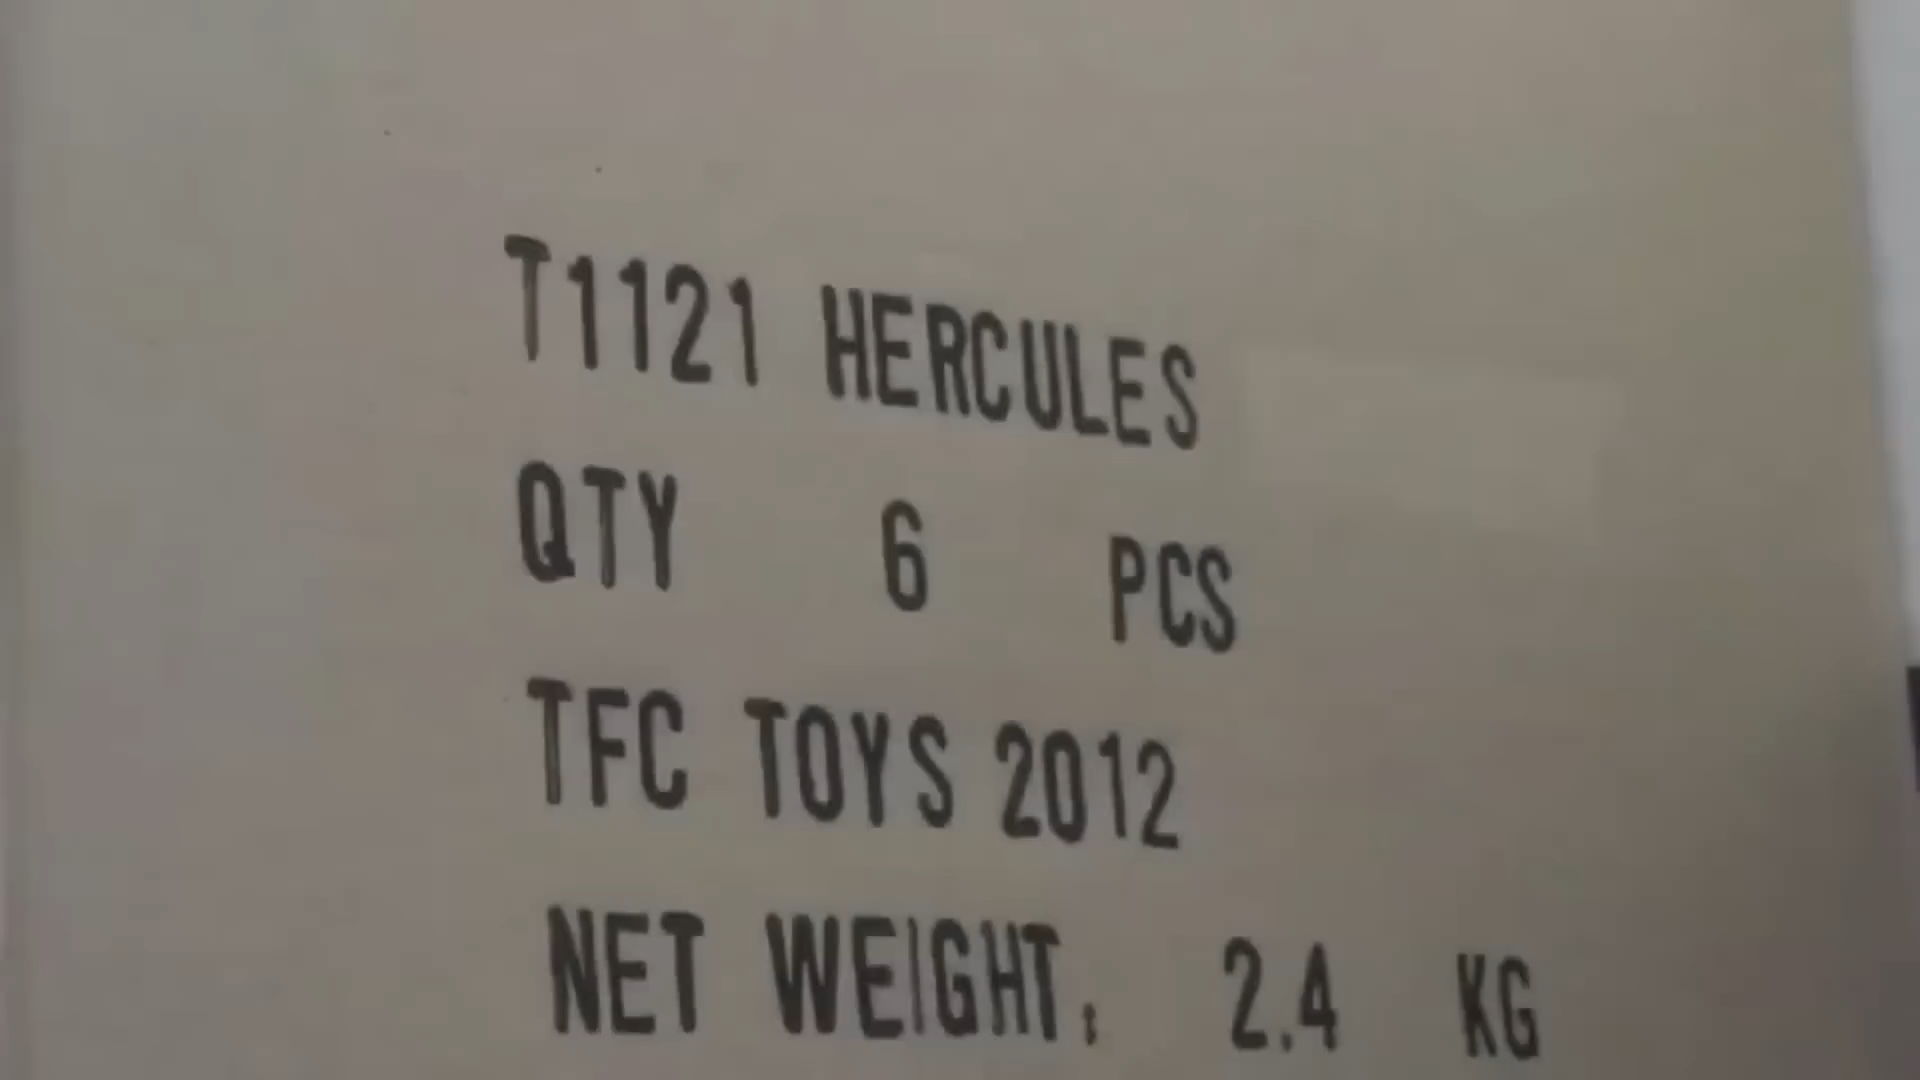 T1121 HERCULES
QTY 6 PCS
TFC TOYS 2012
NET WEIGHT: 2.4 KG